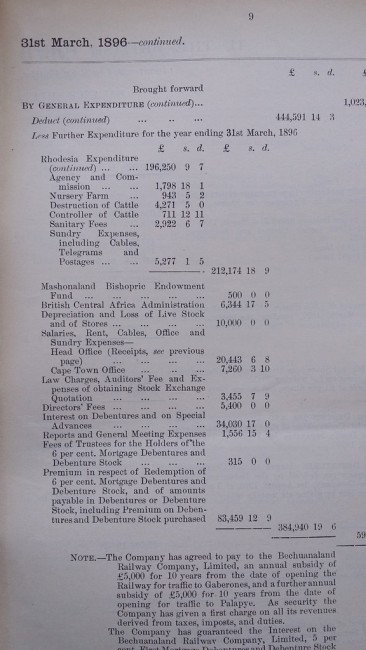 9
31st March, 1896—continued.
£ s. d. £
Brought forward
BY GENERAL EXPENDITURE (continued)... 1,023,
Deduct (continued) ... .. ... 444,591 14 3
Less Further Expenditure for the year ending 31st March, 1896
£ s. d. £ s. d.
Rhodesia Expenditure
(continued) ... ... 196,250 9 7
Agency and Com-
mission ... ... 1,798 18 1
Nursery Farm ... 943 5 2
Destruction of Cattle 4,271 5 0
Controller of Cattle 711 12 11
Sanitary Fees ... 2,922 6 7
Sundry Expenses,
including Cables,
Telegrams and
Postages ... ... 5,277 1 5
212,174 18 9
Mashonaland Bishopric Endowment
Fund ... ... ... ... ... 500 0 0
British Central Africa Administration 6,344 17 5
Depreciation and Loss of Live Stock
and of Stores ... ... ... ... 10,000 0 0
Salaries, Rent, Cables, Office and
Sundry Expenses—
Head Office (Receipts, see previous
page) ... ... ... ... 20,443 6 8
Cape Town Office ... .. ... 7,260 3 10
Law Charges, Auditors' Fee and Ex-
penses of obtaining Stock Exchange
Quotation ... ... ... ... 3,455 7 9
Directors' Fees ... ... ... ... 5,400 0 0
Interest on Debentures and on Special
Advances ... ... ... ... 34,030 17 0
Reports and General Meeting Expenses 1,556 15 4
Fees of Trustees for the Holders of the
6 per cent. Mortgage Debentures and
Debenture Stock ... ... ... 315 0 0
Premium in respect of Redemption of
6 per cent. Mortgage Debentures and
Debenture Stock, and of amounts
payable in Debentures or Debenture
Stock, including Premium on Deben-
tures and Debenture Stock purchased 83,459 12 9
384,940 19 6
59
NOTE.—The Company has agreed to pay to the Bechuanaland
Railway Company, Limited, an annual subsidy of
£5,000 for 10 years from the date of opening the
Railway for traffic to Gaberones, and a further annual
subsidy of £5,000 for 10 years from the date of
opening for traffic to Palapye. As security the
Company has given a first charge on all its revenues
derived from taxes, imposts, and duties.
The Company has guaranteed the Interest on the
Bechuanaland Railway Company, Limited, 5 per
cent. First Mortgage Debentures and Debenture Stock